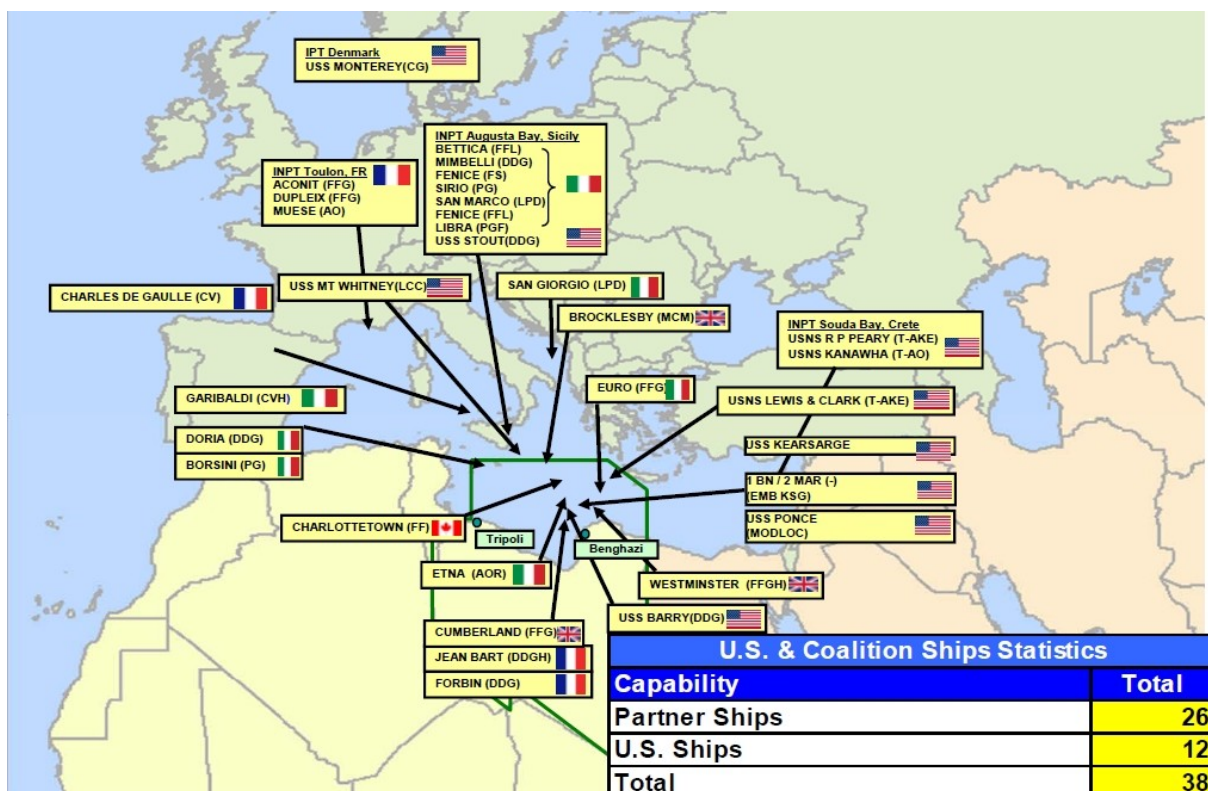 IPT Denmark
USS MONTEREY(CG)
INPT Augusta Bay, Sicily
BETTICA (FFL)
MIMBELLI (DDG)
FENICE (FS)
SIRIO (PG)
SAN MARCO (LPD)
FENICE (FFL)
LIBRA (PGF)
USS STOUT(DDG)
INPT Toulon, FR
ACONIT (FFG)
DUPLEIX (FFG)
MUESE (AO)
CHARLES DE GAULLE (CV)
USS MT WHITNEY(LCC)
SAN GIORGIO (LPD)
BROCKLESBY (MCM)
INPT Souda Bay, Crete
USNS R P PEARY (T-AKE)
USNS KANAWHA (T-AO)
GARIBALDI (CVH)
EURO (FFG)
USNS LEWIS & CLARK (T-AKE)
DORIA (DDG)
BORSINI (PG)
USS KEARSARGE
1 BN / 2 MAR (-)
(EMB KSG)
USS PONCE
(MODLOC)
CHARLOTTETOWN (FF)
Tripoli
Benghazi
ETNA (AOR)
WESTMINSTER (FFGH)
USS BARRY(DDG)
CUMBERLAND (FFG)
JEAN BART (DDGH)
FORBIN (DDG)
U.S. & Coalition Ships Statistics
Capability Total
Partner Ships 26
U.S. Ships 12
Total 38